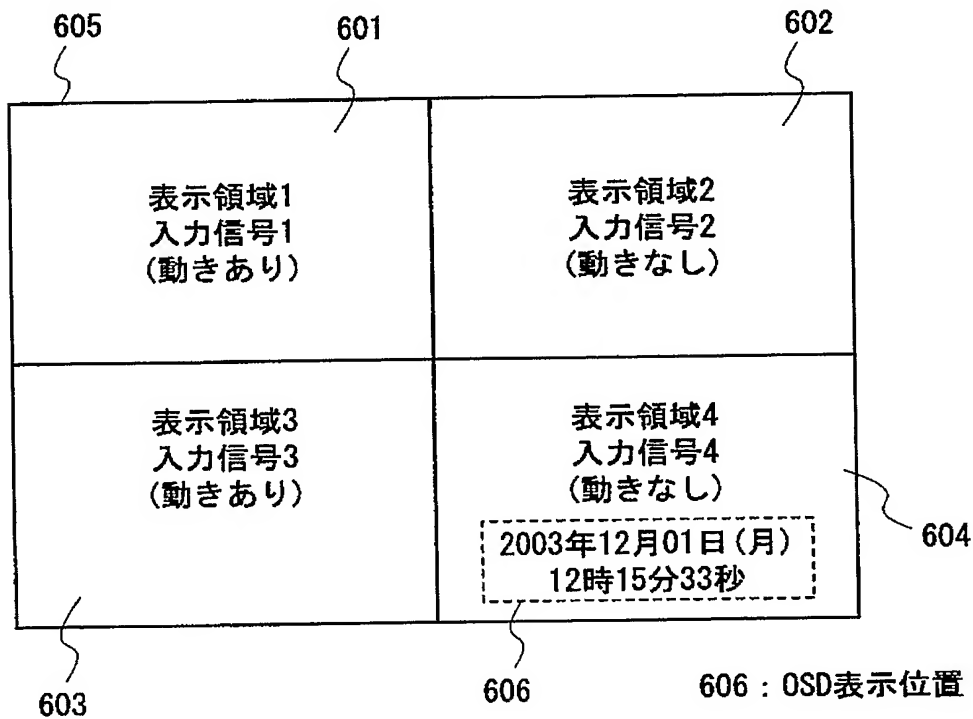 605
601
602
表示領域1
入力信号1
(動きあり)
表示領域2
入力信号2
(動きなし)
表示領域3
入力信号3
(動きあり)
表示領域4
入力信号4
(動きなし)
2003年12月01日(月)
12時15分33秒
604
603
606
606：OSD表示位置